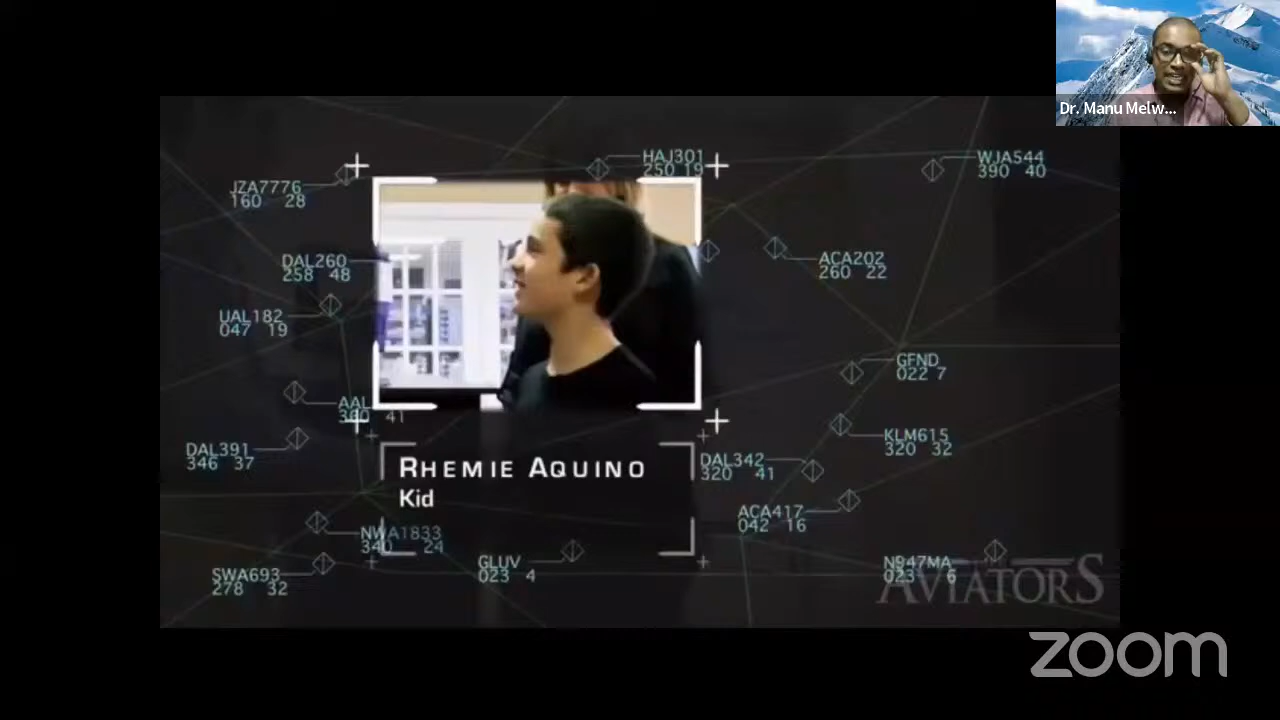 Dr. Manu Melw...
HAJ301
250 19
WJA544
390 40
JZA7776
160 28
DAL260
258 48
ACA202
260 22
UAL182
047 19
GFND
022 7
AAL
41
DAL391
346 37
KLM615
320 32
RHEMIE AQUINO
Kid
DAL342
320 41
ACA417
042 16
NWA1833
340 24
GLUV
023 4
SWA693
278 32
N947MA
023 6
AVIATORS
zoom